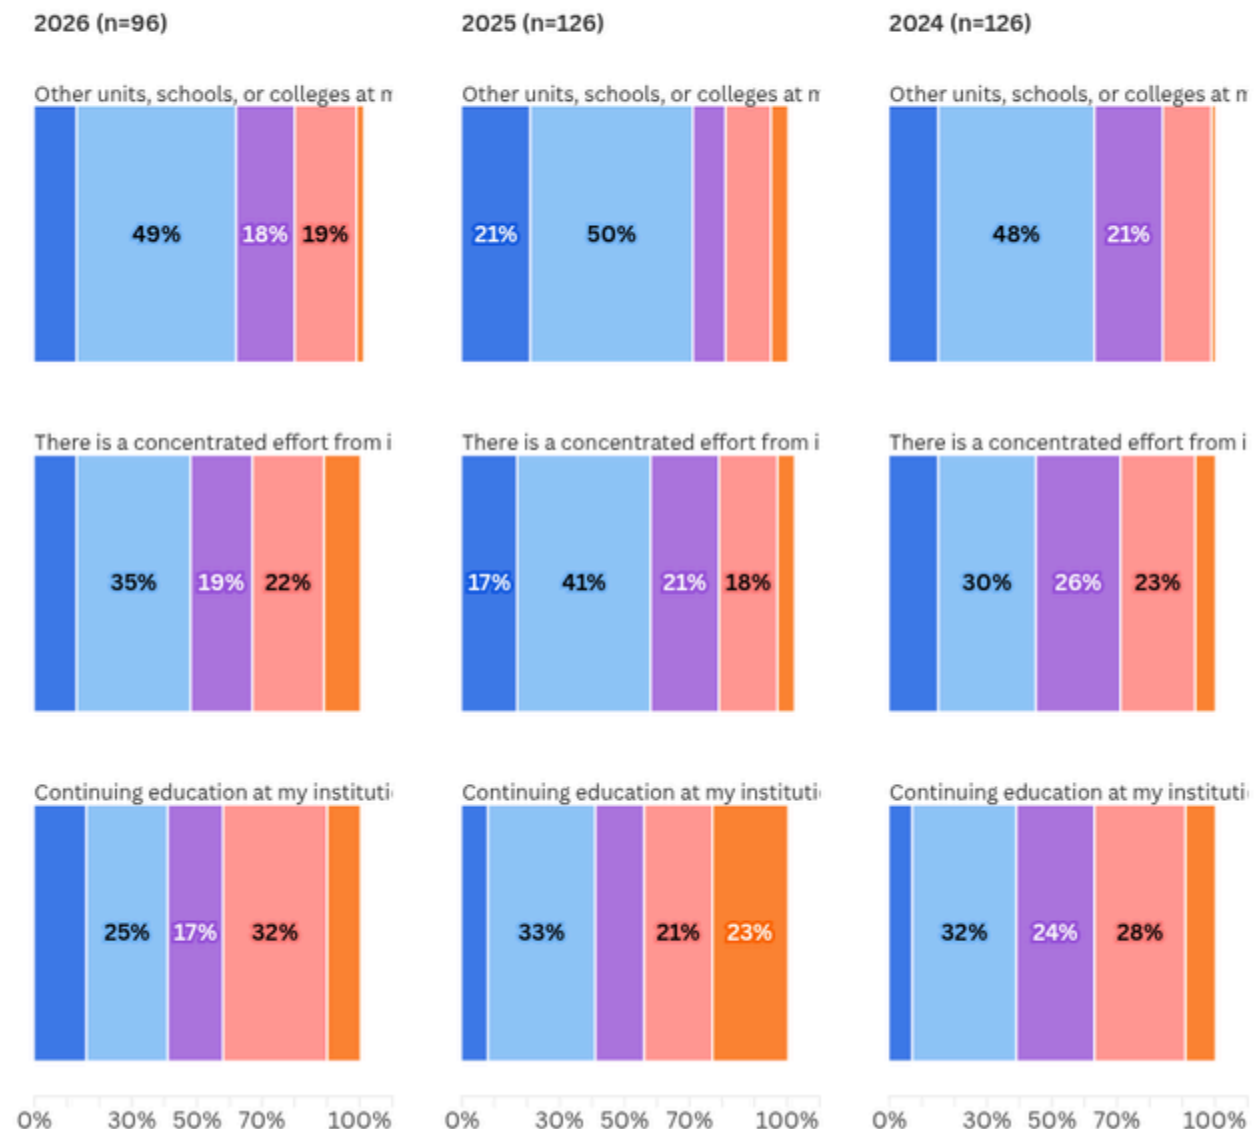 2026 (n=96) 2025 (n=126) 2024 (n=126)
Other units, schools, or colleges at m Other units, schools, or colleges at m Other units, schools, or colleges at m
49% 18% 19% 21% 50% 48% 21%
There is a concentrated effort from i There is a concentrated effort from i There is a concentrated effort from i
35% 19% 22% 17% 41% 21% 18% 30% 26% 23%
Continuing education at my instituti Continuing education at my instituti Continuing education at my instituti
25% 17% 32% 33% 21% 23% 32% 24% 28%
0% 30% 50% 70% 100% 0% 30% 50% 70% 100% 0% 30% 50% 70% 100%